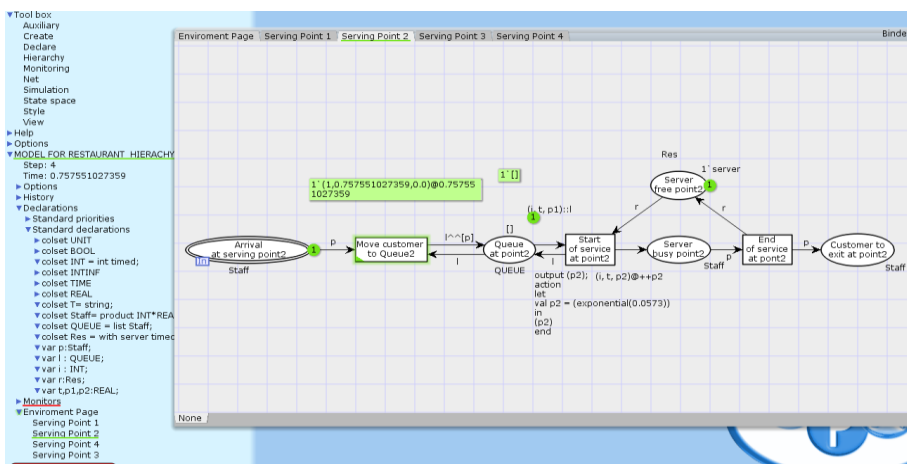 Tool box
Auxiliary
Create
Declare
Hierarchy
Monitoring
Net
Simulation
State space
Style
View
Help
Options
MODEL FOR RESTAURANT HIERACHY
Step: 4
Time: 0.757551027359
Options
History
Declarations
Standard priorities
Standard declarations
colset UNIT
colset BOOL
colset INT = int timed;
colset INTINF
colset TIME
colset REAL
colset T= string;
colset Staff= product INT*REA
colset QUEUE = list Staff;
colset Res = with server timed
var p:Staff;
var l : QUEUE;
var i : INT;
var r:Res;
var t,p1,p2:REAL;
Monitors
Enviroment Page
Serving Point 1
Serving Point 2
Serving Point 4
Serving Point 3
Enviroment Page Serving Point 1 Serving Point 2 Serving Point 3 Serving Point 4 Binde
Res
1`server
Server
free point2
1
1`[]
1`(1,0.757551027359,0.0)@0.75755
1027359
(i, t, p1)::l
1
r
r
Arrival
at serving point2
1
In
Staff
p
Move customer
to Queue2
l^^[p]
l
[]
Queue
at point2
QUEUE
l
Start
of service
at point2
Server
busy point2
Staff
p
End
of service
at pont2
p
Customer to
exit at point2
Staff
output (p2);
(i, t, p2)@++p2
action
let
val p2 = (exponential(0.0573))
in
(p2)
end
None